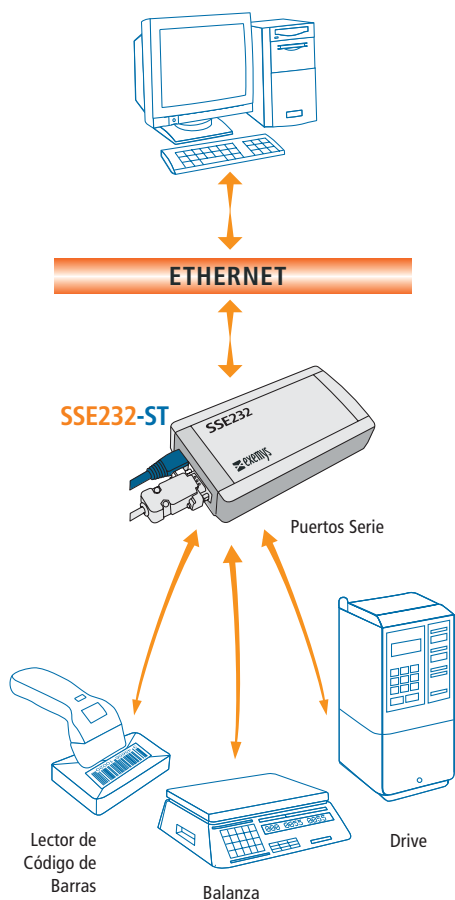 ETHERNET
SSE232-ST
SSE232
exemys
Puertos Serie
Lector de
Código de
Barras
Balanza
Drive